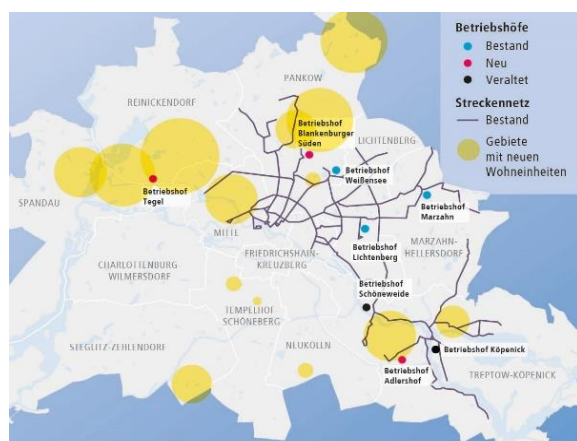 Betriebshöfe
Bestand
Neu
Veraltet
Streckennetz
Bestand
Gebiete
mit neuen
Wohneinheiten
PANKOW
REINICKENDORF
LICHTENBERG
Betriebshof
Blankenburger
Süden
Betriebshof
Weißensee
Betriebshof
Tegel
Betriebshof
Marzahn
SPANDAU
MITTE
Betriebshof
Lichtenberg
MARZAHN-
HELLERSDORF
FRIEDRICHSHAIN-
KREUZBERG
CHARLOTTENBURG
WILMERSDORF
Betriebshof
Schöneweide
TEMPELHOF
SCHÖNEBERG
STEGLITZ-ZEHLENDORF
NEUKÖLLN
Betriebshof Köpenick
Betriebshof
Adlershof
TREPTOW-KÖPENICK